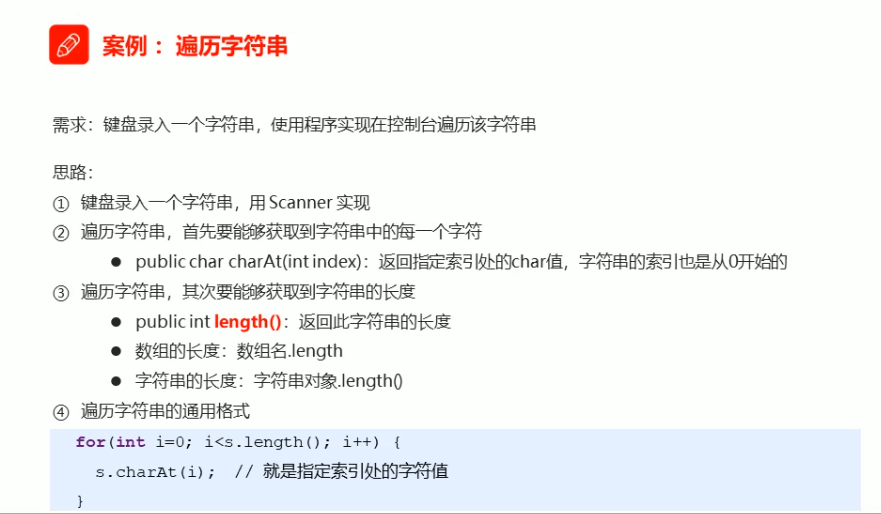 案例：遍历字符串
需求：键盘录入一个字符串，使用程序实现在控制台遍历该字符串
思路：
① 键盘录入一个字符串，用 Scanner 实现
② 遍历字符串，首先要能够获取到字符串中的每一个字符
● public char charAt(int index)：返回指定索引处的char值，字符串的索引也是从0开始的
③ 遍历字符串，其次要能够获取到字符串的长度
● public int length()：返回此字符串的长度
● 数组的长度：数组名.length
● 字符串的长度：字符串对象.length()
④ 遍历字符串的通用格式
for(int i=0; i<s.length(); i++) {
s.charAt(i); // 就是指定索引处的字符值
}